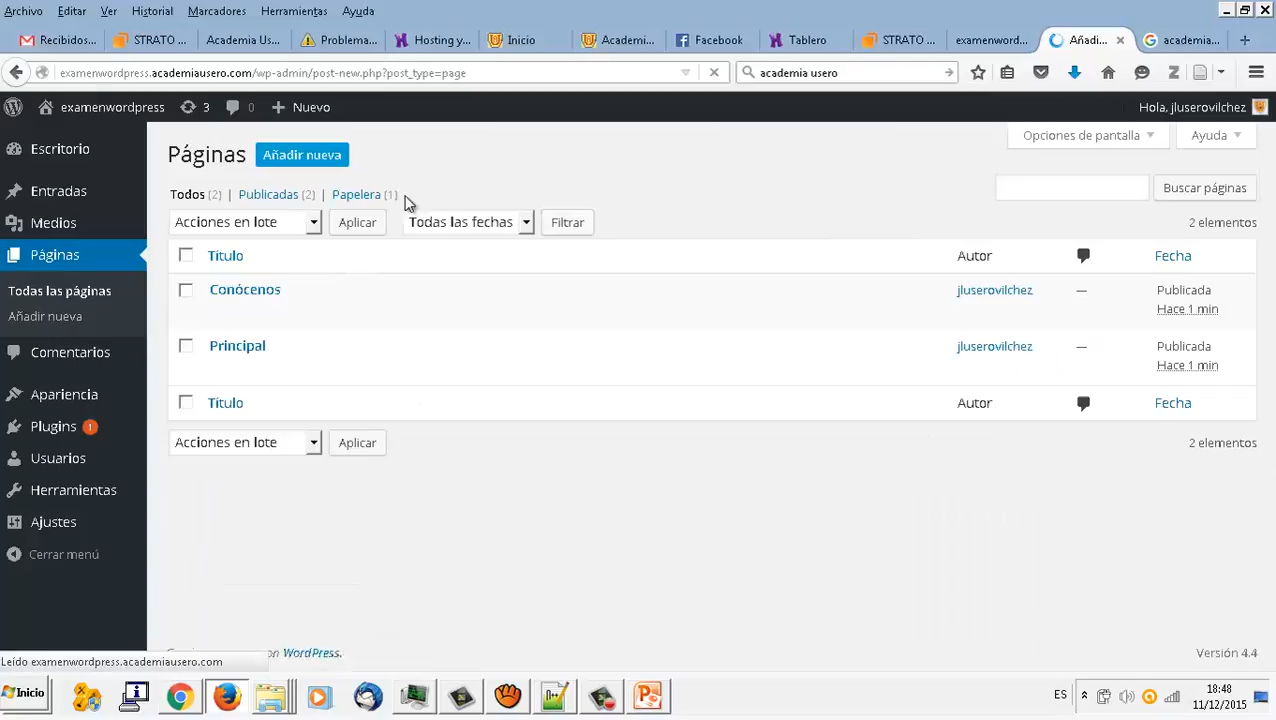 Archivo Editar Ver Historial Marcadores Herramientas Ayuda
Recibidos... STRATO ... Academia Us... Problema... Hosting y... Inicio Academi... Facebook Tablero STRATO ... examenword... Añadi... academia...
examenwordpress.academiausero.com/wp-admin/post-new.php?post_type=page academia usero
examenwordpress 3 0 Nuevo Hola, jluserovilchez
Escritorio
Entradas
Medios
Páginas
Todas las páginas
Añadir nueva
Comentarios
Apariencia
Plugins 1
Usuarios
Herramientas
Ajustes
Cerrar menú
Opciones de pantalla Ayuda
Páginas Añadir nueva
Todos (2) | Publicadas (2) | Papelera (1)
Buscar páginas
Acciones en lote Aplicar Todas las fechas Filtrar 2 elementos
Título Autor Fecha
Conócenos jluserovilchez — Publicada
Hace 1 min
Principal jluserovilchez — Publicada
Hace 1 min
Título Autor Fecha
Acciones en lote Aplicar 2 elementos
on WordPress. Versión 4.4
Leído examenwordpress.academiausero.com
Inicio ES 18:48
11/12/2015